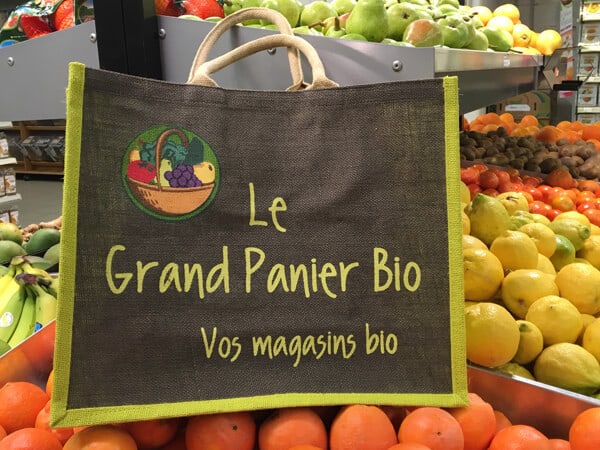 Le
Grand Panier Bio
Vos magasins bio